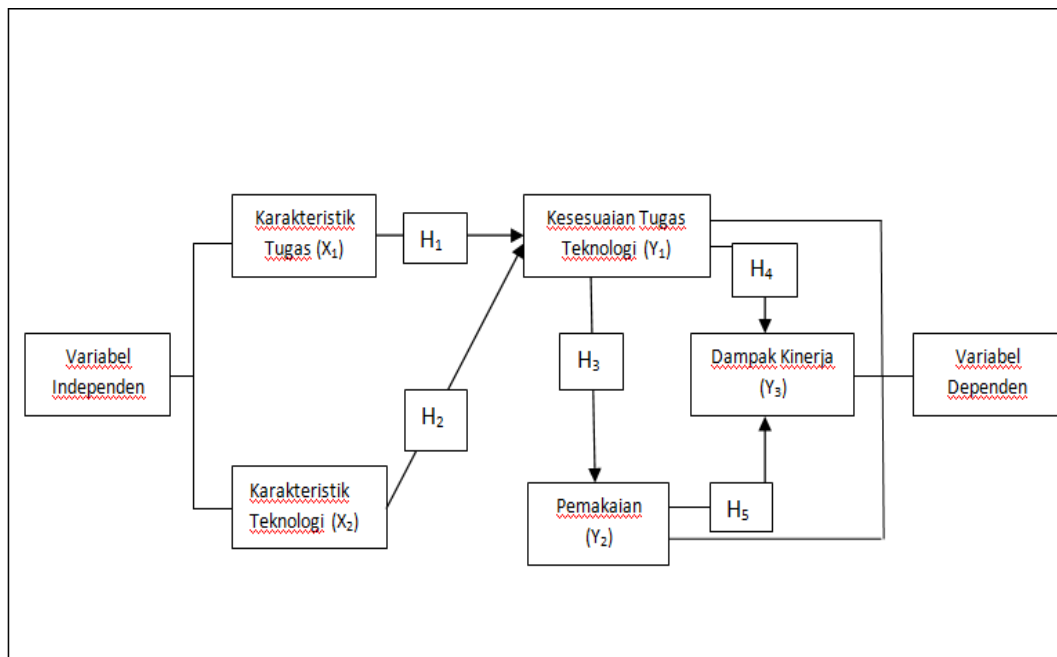 Karakteristik
Tugas (X₁)
H₁
Kesesuaian Tugas
Teknologi (Y₁)
H₄
Variabel
Independen
H₃
Dampak Kinerja
(Y₃)
Variabel
Dependen
H₂
Karakteristik
Teknologi (X₂)
Pemakaian
(Y₂)
H₅